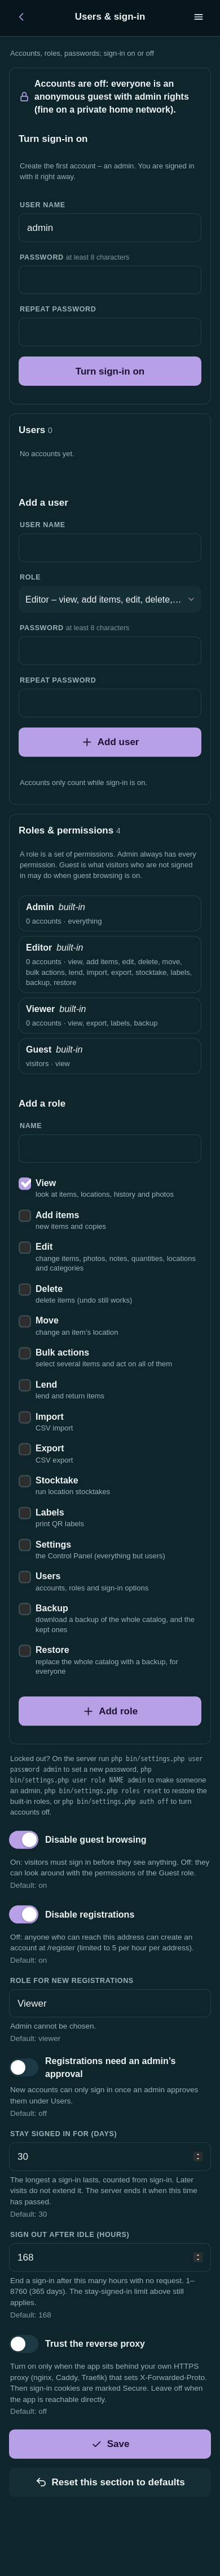 Users & sign-in
Accounts, roles, passwords; sign-in on or off
Accounts are off: everyone is an
anonymous guest with admin rights
(fine on a private home network).
Turn sign-on on
Create the first account – an admin. You are signed in
with it right away.
USER NAME
admin
PASSWORD at least 8 characters
REPEAT PASSWORD
Turn sign-in on
Users 0
No accounts yet.
Add a user
USER NAME
ROLE
Editor – view, add items, edit, delete,…
PASSWORD at least 8 characters
REPEAT PASSWORD
Add user
Accounts only count while sign-in is on.
Roles & permissions 4
A role is a set of permissions. Admin always has every
permission. Guest is what visitors who are not signed
in may do when guest browsing is on.
Admin built-in
0 accounts · everything
Editor built-in
0 accounts · view, add items, edit, delete, move,
bulk actions, lend, import, export, stocktake, labels,
backup, restore
Viewer built-in
0 accounts · view, export, labels, backup
Guest built-in
visitors · view
Add a role
NAME
View
look at items, locations, history and photos
Add items
new items and copies
Edit
change items, photos, notes, quantities, locations
and categories
Delete
delete items (undo still works)
Move
change an item's location
Bulk actions
select several items and act on all of them
Lend
lend and return items
Import
CSV import
Export
CSV export
Stocktake
run location stocktakes
Labels
print QR labels
Settings
the Control Panel (everything but users)
Users
accounts, roles and sign-in options
Backup
download a backup of the whole catalog, and the
kept ones
Restore
replace the whole catalog with a backup, for
everyone
Add role
Locked out? On the server run php bin/settings.php user
password admin to set a new password, php
bin/settings.php user role NAME admin to make someone
an admin, php bin/settings.php roles reset to restore the
built-in roles, or php bin/settings.php auth off to turn
accounts off.
Disable guest browsing
On: visitors must sign in before they see anything. Off: they
can look around with the permissions of the Guest role.
Default: on
Disable registrations
Off: anyone who can reach this address can create an
account at /register (limited to 5 per hour per address).
Default: on
ROLE FOR NEW REGISTRATIONS
Viewer
Admin cannot be chosen.
Default: viewer
Registrations need an admin's
approval
New accounts can only sign in once an admin approves
them under Users.
Default: off
STAY SIGNED IN FOR (DAYS)
30
The longest a sign-in lasts, counted from sign-in. Later
visits do not extend it. The server ends it when this time
has passed.
Default: 30
SIGN OUT AFTER IDLE (HOURS)
168
End a sign-in after this many hours with no request. 1–
8760 (365 days). The stay-signed-in limit above still
applies.
Default: 168
Trust the reverse proxy
Turn on only when the app sits behind your own HTTPS
proxy (nginx, Caddy, Traefik) that sets X-Forwarded-Proto.
Then sign-in cookies are marked Secure. Leave off when
the app is reachable directly.
Default: off
Save
Reset this section to defaults